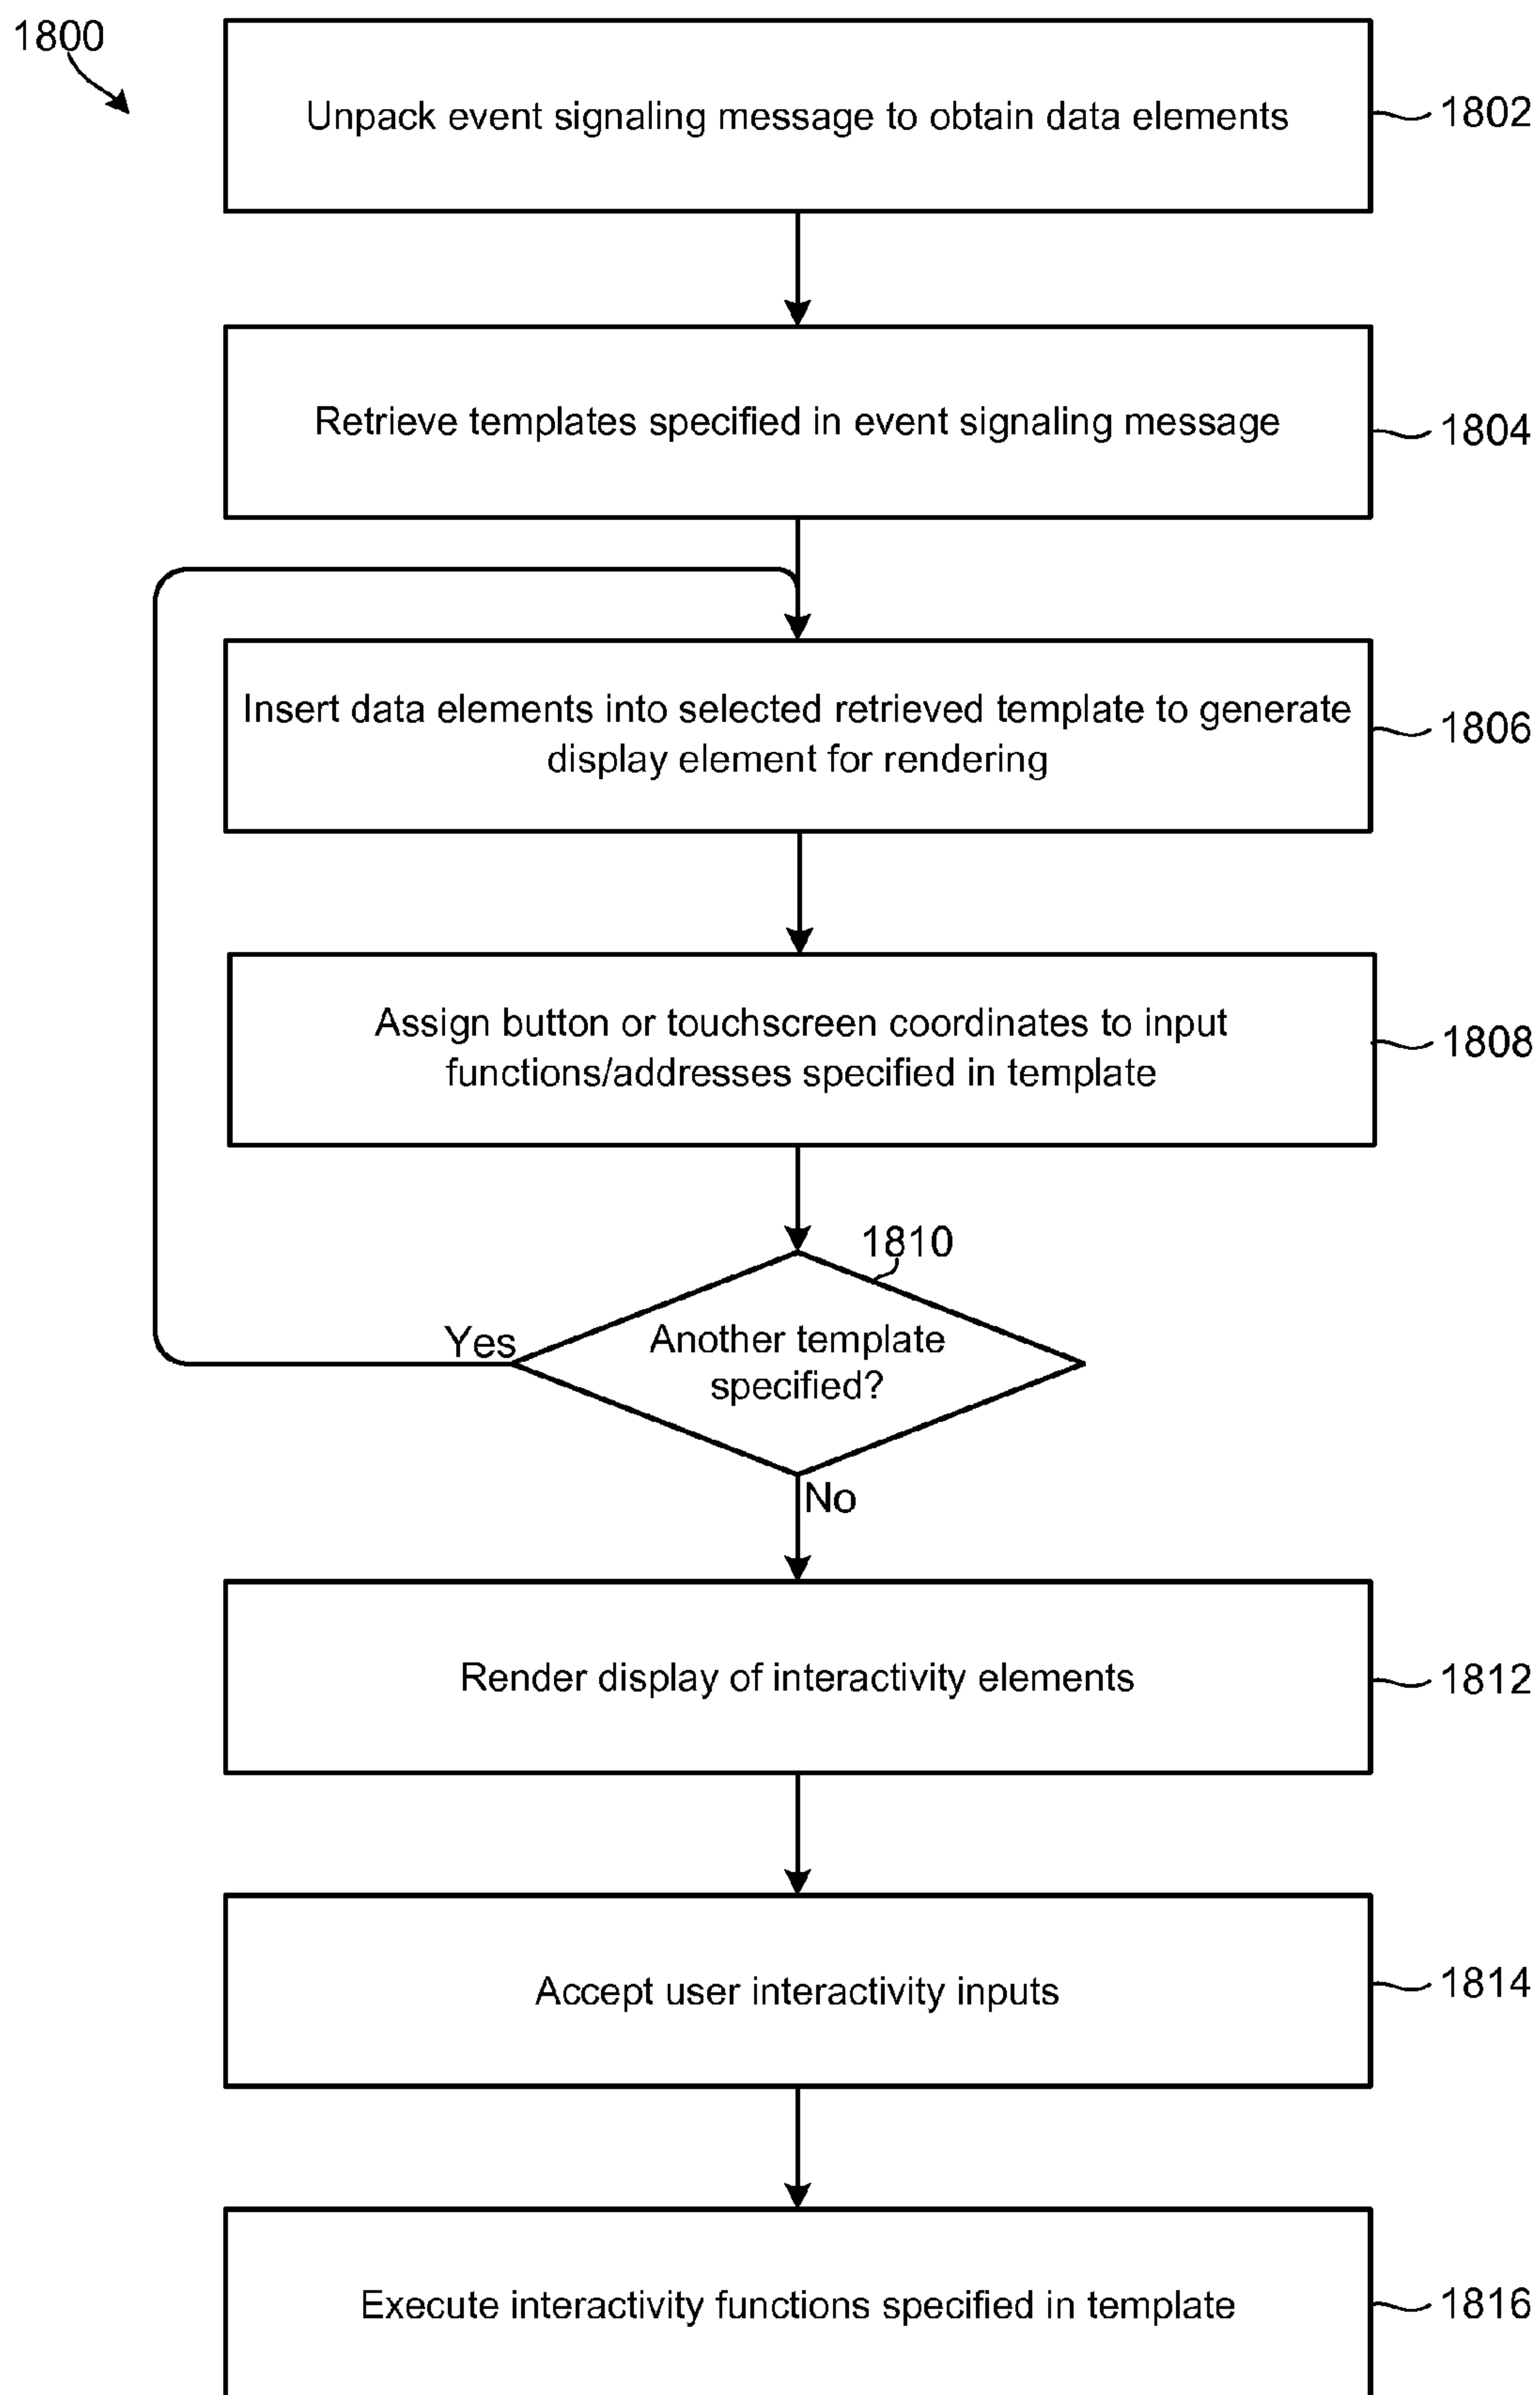 1800
Unpack event signaling message to obtain data elements
1802
Retrieve templates specified in event signaling message
1804
Insert data elements into selected retrieved template to generate
display element for rendering
1806
Assign button or touchscreen coordinates to input
functions/addresses specified in template
1808
1810
Another template
specified?
Yes
No
Render display of interactivity elements
1812
Accept user interactivity inputs
1814
Execute interactivity functions specified in template
1816